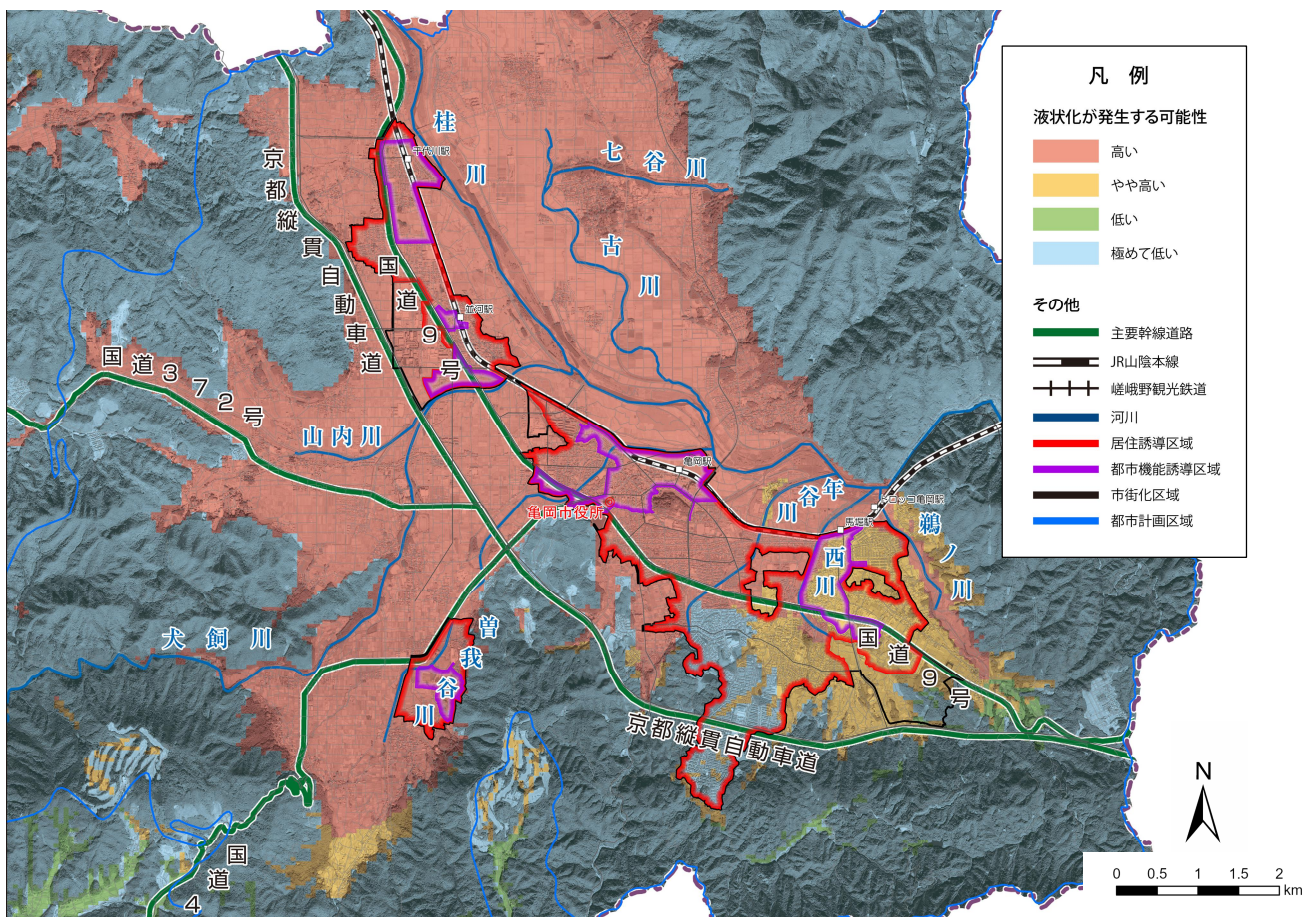 凡 例
液状化が発生する可能性
高い
やや高い
低い
極めて低い
その他
主要幹線道路
JR山陰本線
嵯峨野観光鉄道
河川
居住誘導区域
都市機能誘導区域
市街化区域
都市計画区域
桂川
千代川駅
七谷川
京都縦貫自動車道
古川
国道9号
並河駅
国道372号
山内川
亀岡駅
年谷川
トロッコ亀岡駅
亀岡市役所
馬堀駅
鵜ノ川
西川
犬飼川
曽我谷川
国道9号
京都縦貫自動車道
国道4
N
0 0.5 1 1.5 2
km